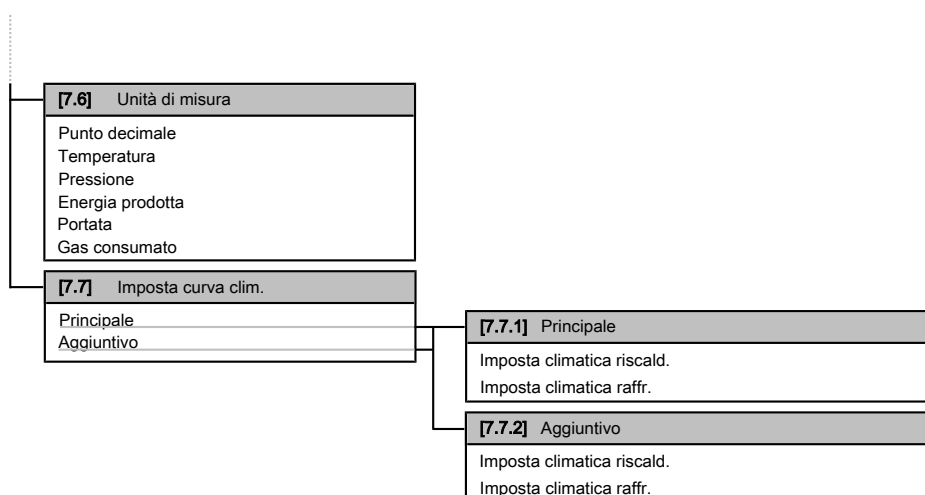 [7.6] Unità di misura
Punto decimale
Temperatura
Pressione
Energia prodotta
Portata
Gas consumato
[7.7] Imposta curva clim.
Principale
Aggiuntivo
[7.7.1] Principale
Imposta climatica riscald.
Imposta climatica raffr.
[7.7.2] Aggiuntivo
Imposta climatica riscald.
Imposta climatica raffr.